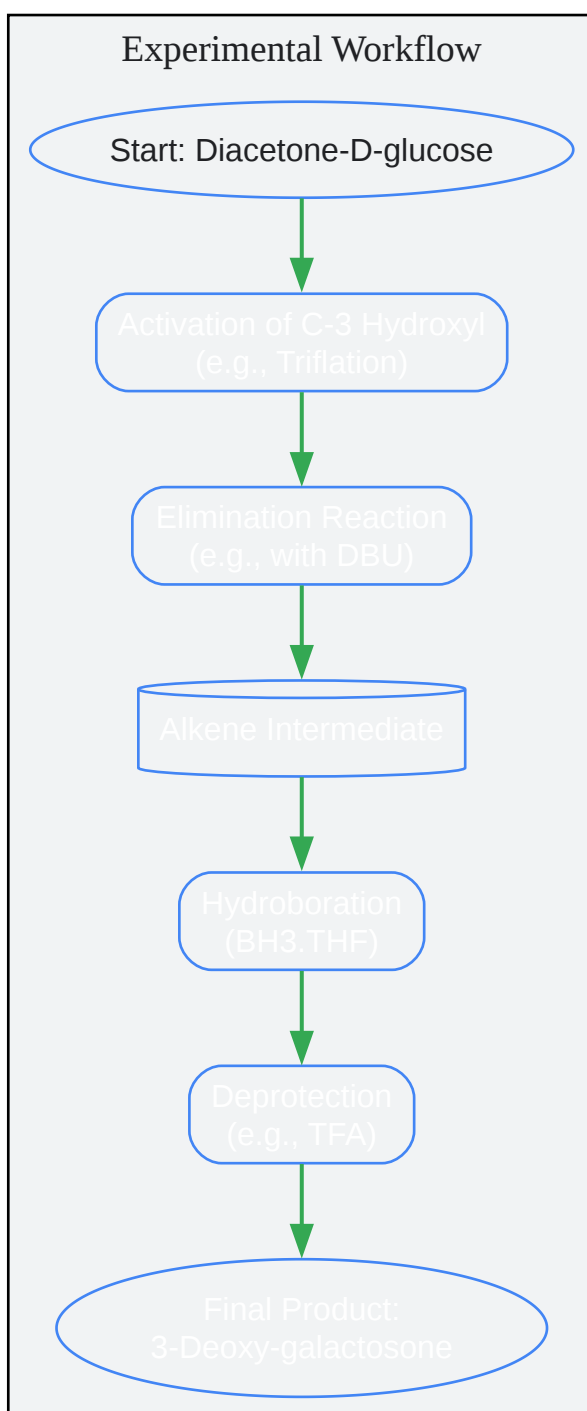 Experimental Workflow
Start: Diacetone-D-glucose
Activation of C-3 Hydroxyl
(e.g., Triflation)
Elimination Reaction
(e.g., with DBU)
Alkene Intermediate
Hydroboration
(BH3.THF)
Deprotection
(e.g., TFA)
Final Product:
3-Deoxy-galactosone